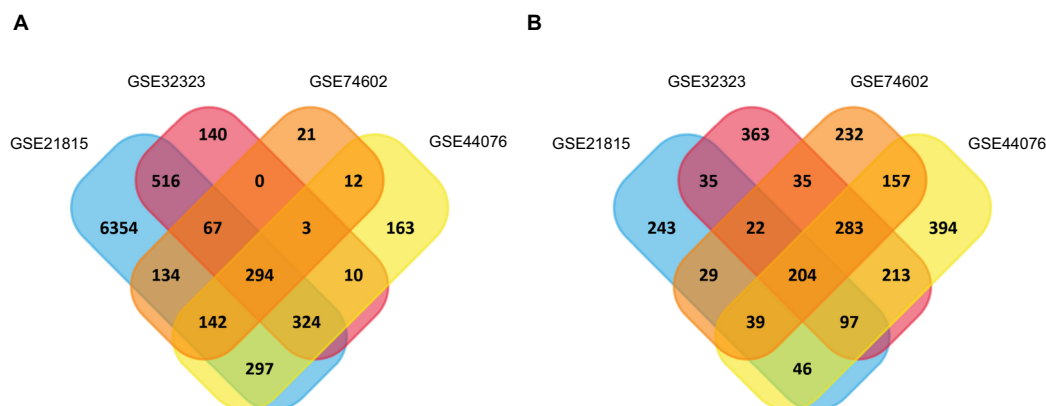 A
B
GSE32323 GSE74602
GSE21815 GSE44076
140 21
516 0 12
6354 67 3 163
134 294 10
142 324
297
GSE32323 GSE74602
GSE21815 GSE44076
363 232
35 35 157
243 22 283 394
29 204 213
39 97
46